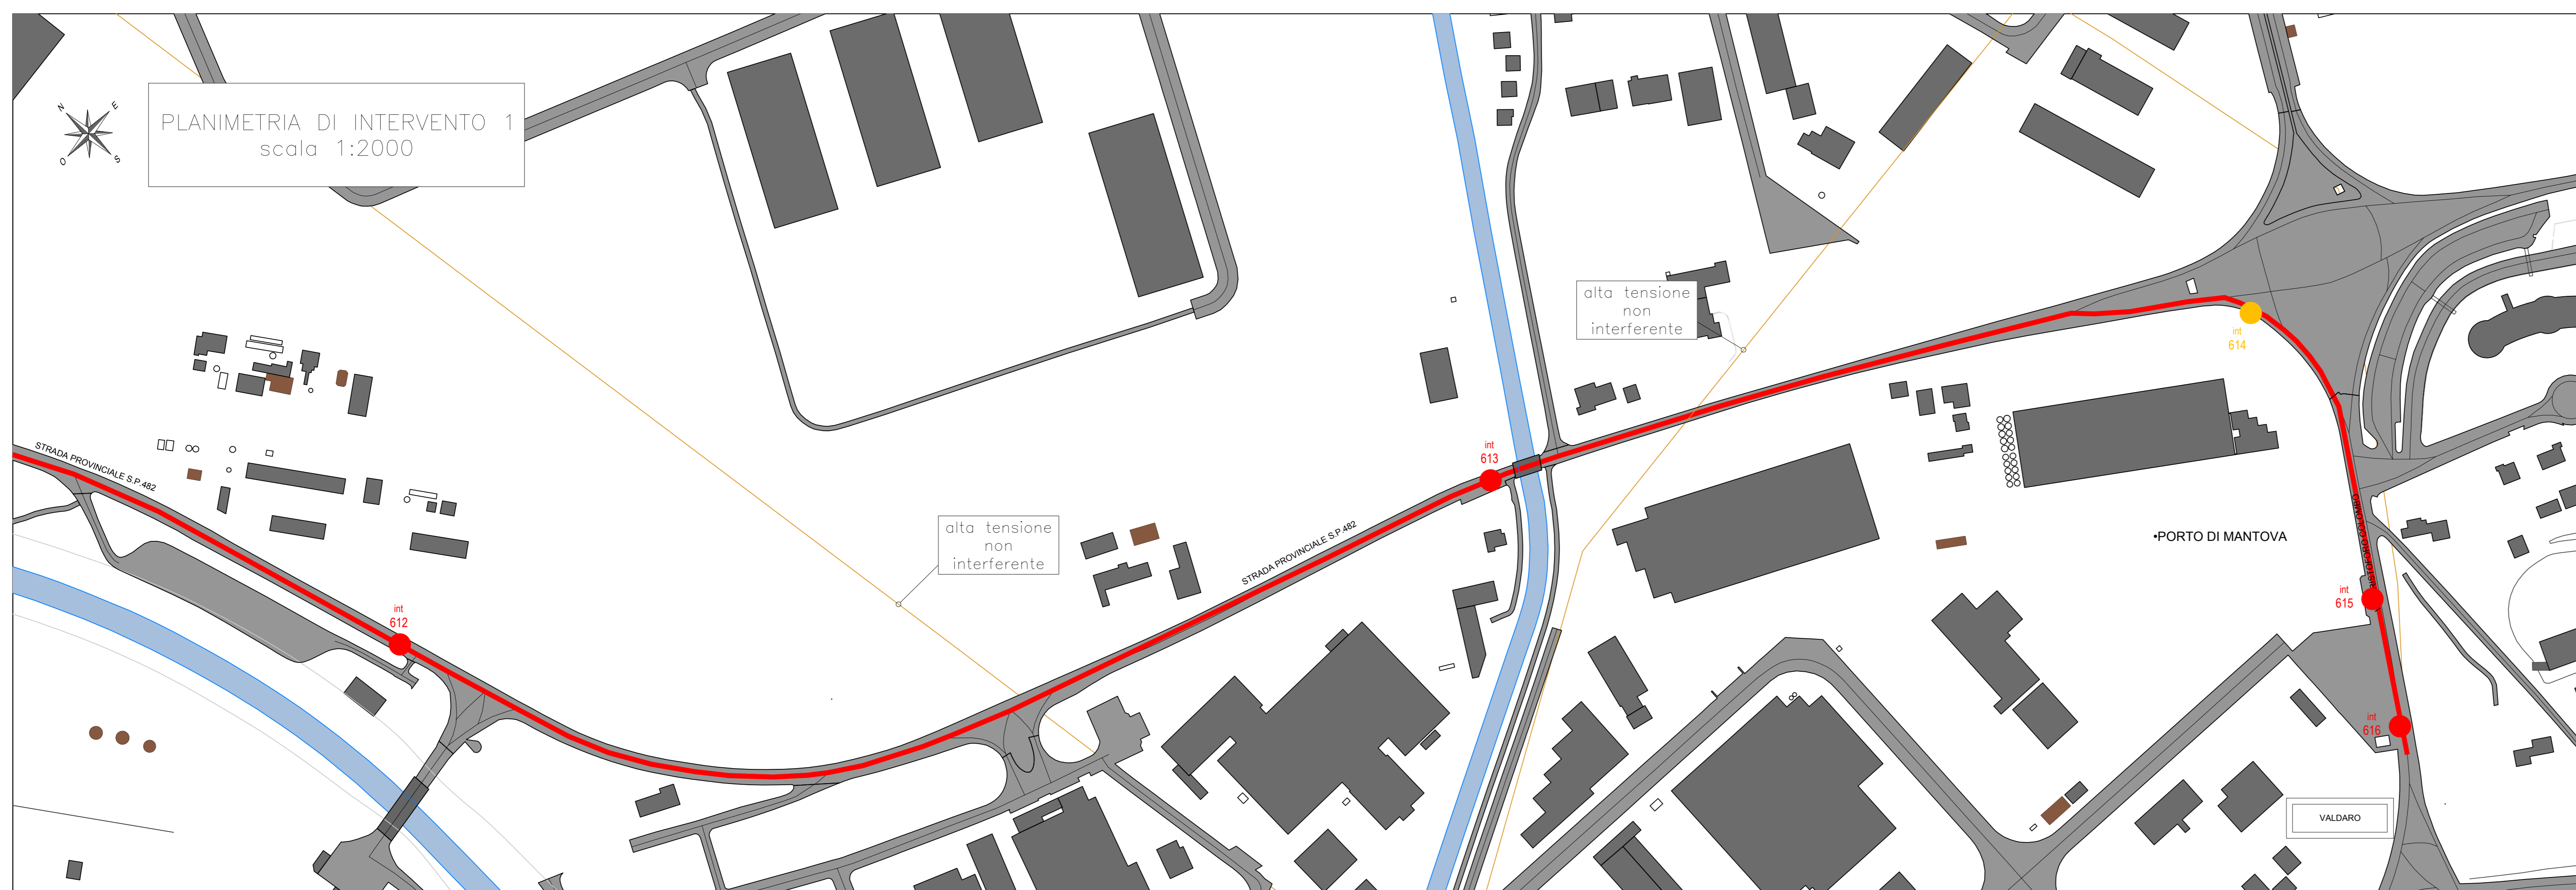 N
E
O
S
PLANIMETRIA DI INTERVENTO 1
scala 1:2000
STRADA PROVINCIALE S.P.482
int
612
alta tensione
non
interferente
STRADA PROVINCIALE S.P.482
int
613
alta tensione
non
interferente
int
614
•PORTO DI MANTOVA
int
615
int
616
VALDARO